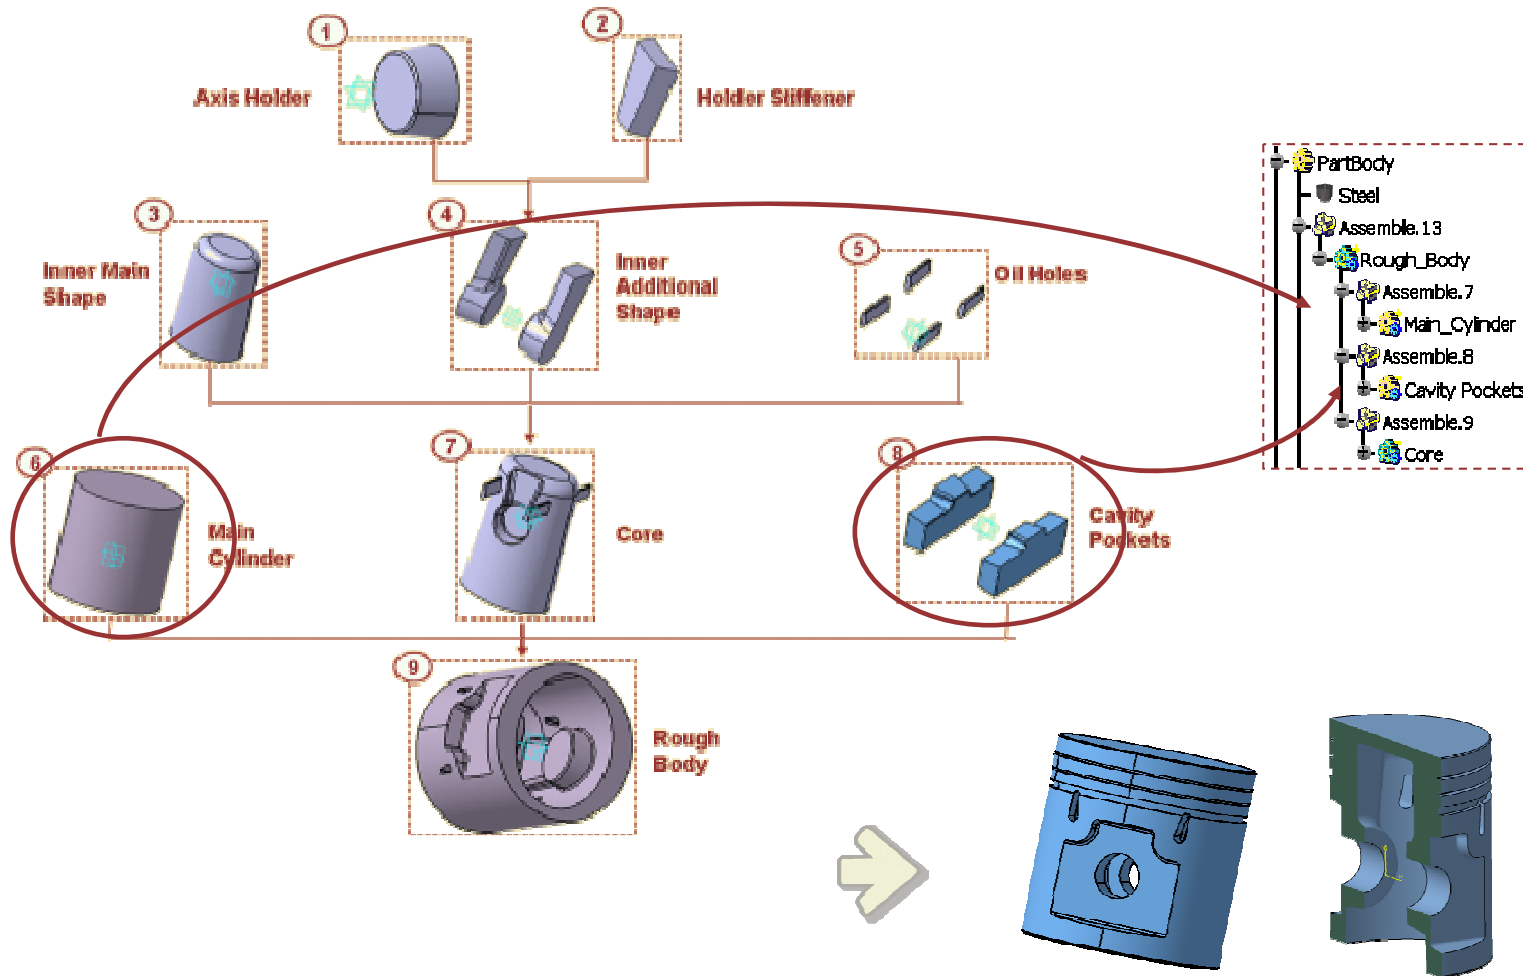 1
2
Axis Holder
Holder Stiffener
3
Inner Main
Shape
4
Inner
Additional
Shape
5
Oil Holes
6
Main
Cylinder
7
Core
8
Cavity
Pockets
9
Rough
Body
PartBody
Steel
Assemble.13
Rough_Body
Assemble.7
Main_Cylinder
Assemble.8
Cavity Pockets
Assemble.9
Core